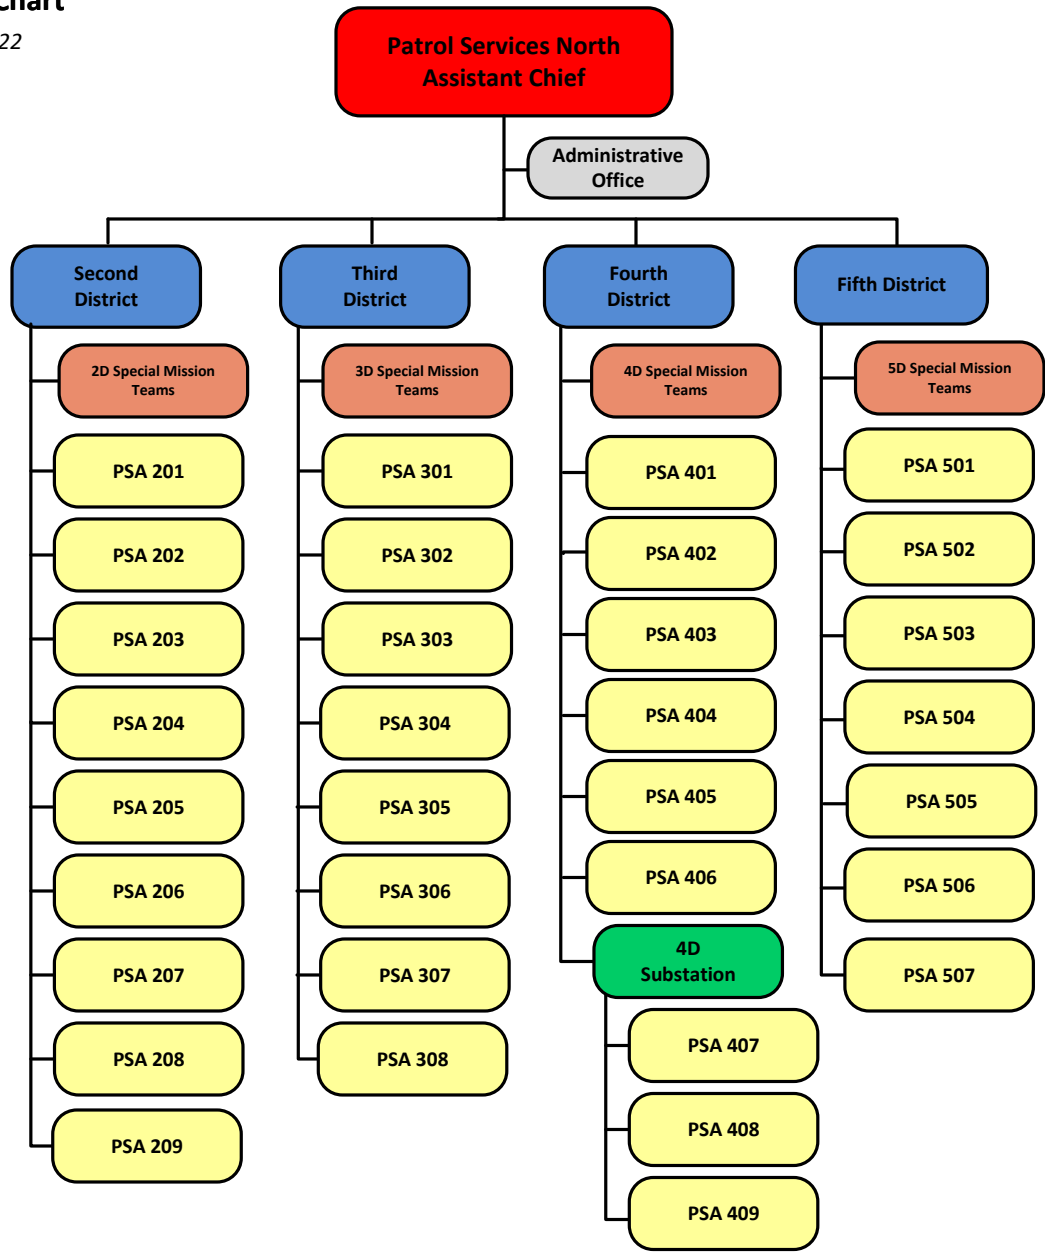 Chart
22
Patrol Services North
Assistant Chief
Administrative
Office
Second
District
Third
District
Fourth
District
Fifth District
2D Special Mission
Teams
3D Special Mission
Teams
4D Special Mission
Teams
5D Special Mission
Teams
PSA 201
PSA 301
PSA 401
PSA 501
PSA 202
PSA 302
PSA 402
PSA 502
PSA 203
PSA 303
PSA 403
PSA 503
PSA 204
PSA 304
PSA 404
PSA 504
PSA 205
PSA 305
PSA 405
PSA 505
PSA 206
PSA 306
PSA 406
PSA 506
PSA 207
PSA 307
4D
Substation
PSA 507
PSA 208
PSA 308
PSA 407
PSA 209
PSA 408
PSA 409